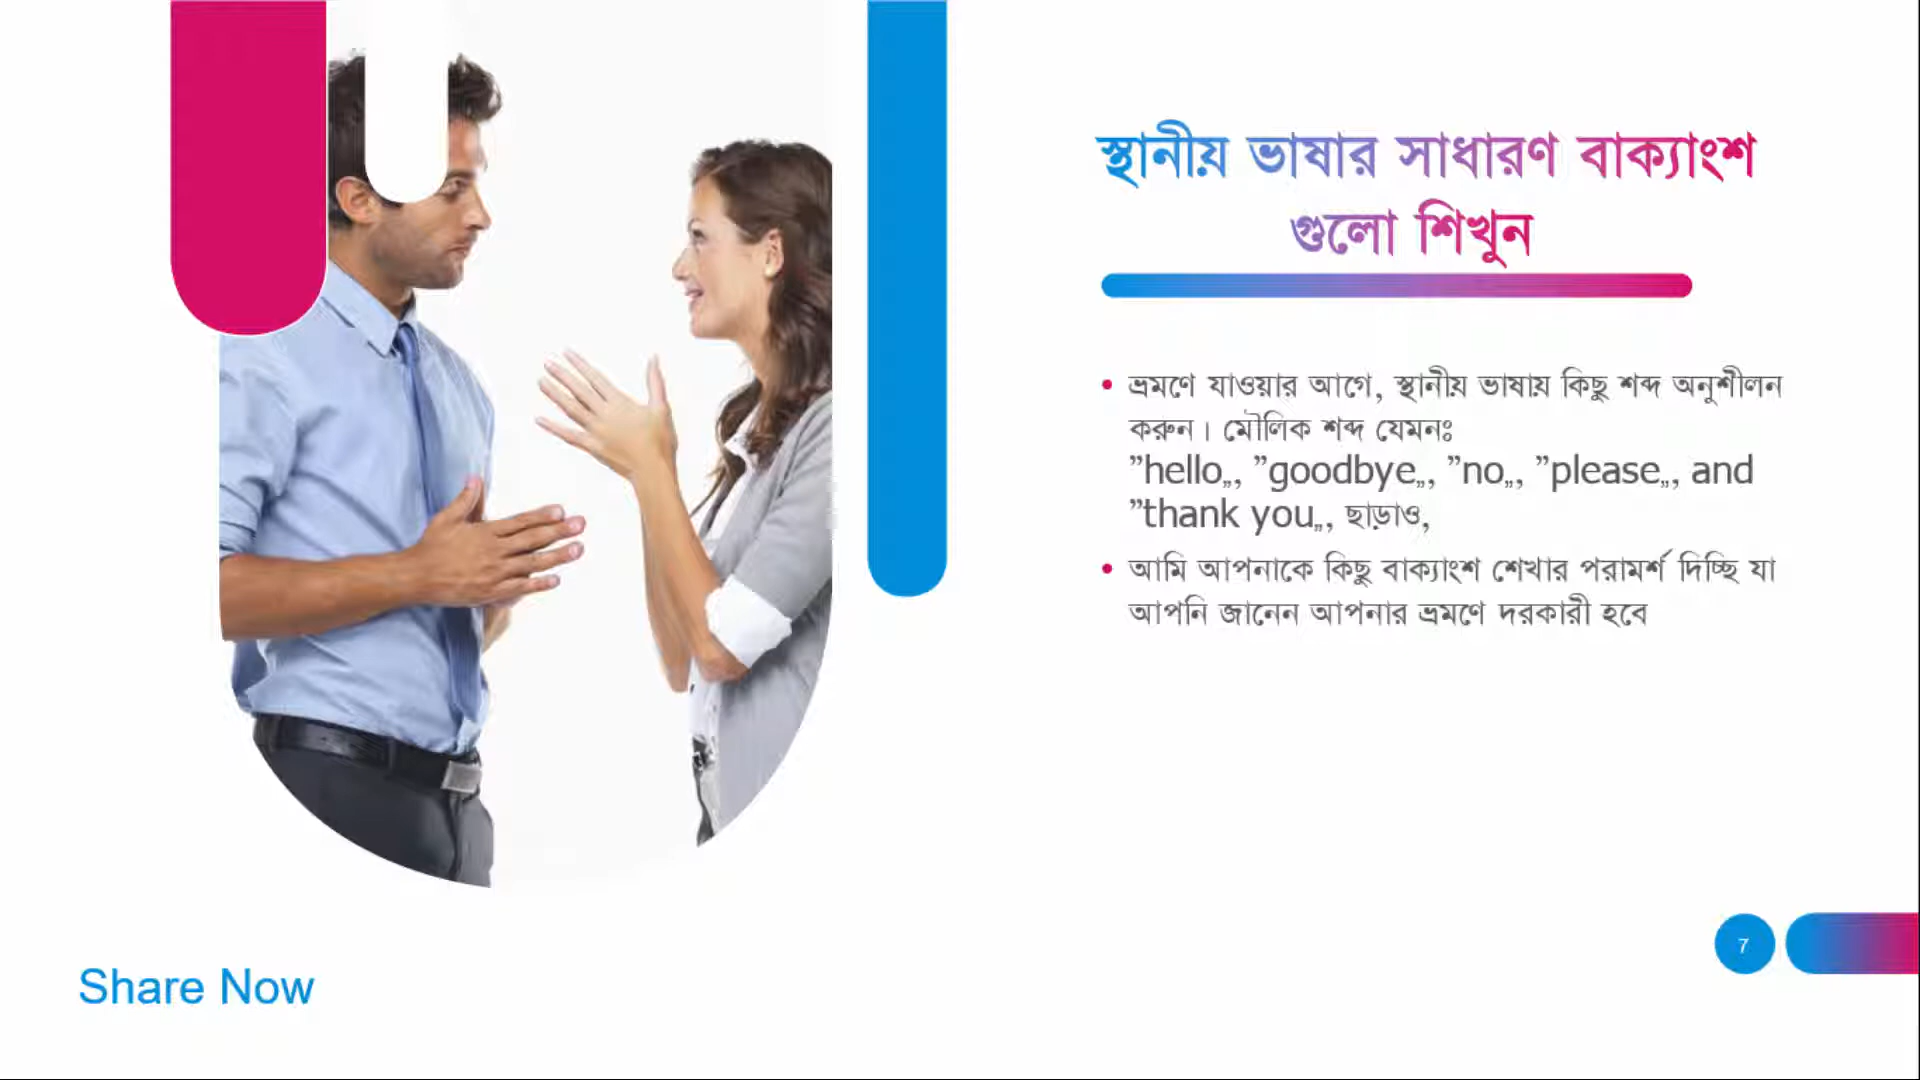 স্থানীয় ভাষার সাধারণ বাক্যাংশ
গুলো শিখুন
• ভ্রমণে যাওয়ার আগে, স্থানীয় ভাষায় কিছু শব্দ অনুশীলন
করুন। মৌলিক শব্দ যেমনঃ
”hello„, ”goodbye„, ”no„, ”please„, and
”thank you„, ছাড়াও,
• আমি আপনাকে কিছু বাক্যাংশ শেখার পরামর্শ দিচ্ছি যা
আপনি জানেন আপনার ভ্রমণে দরকারী হবে
7
Share Now